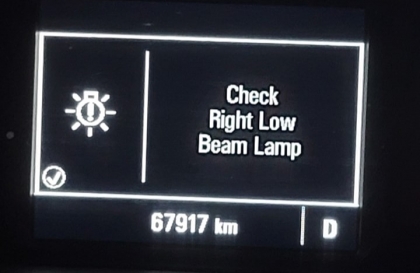 Check
Right Low
Beam Lamp
67917 km D